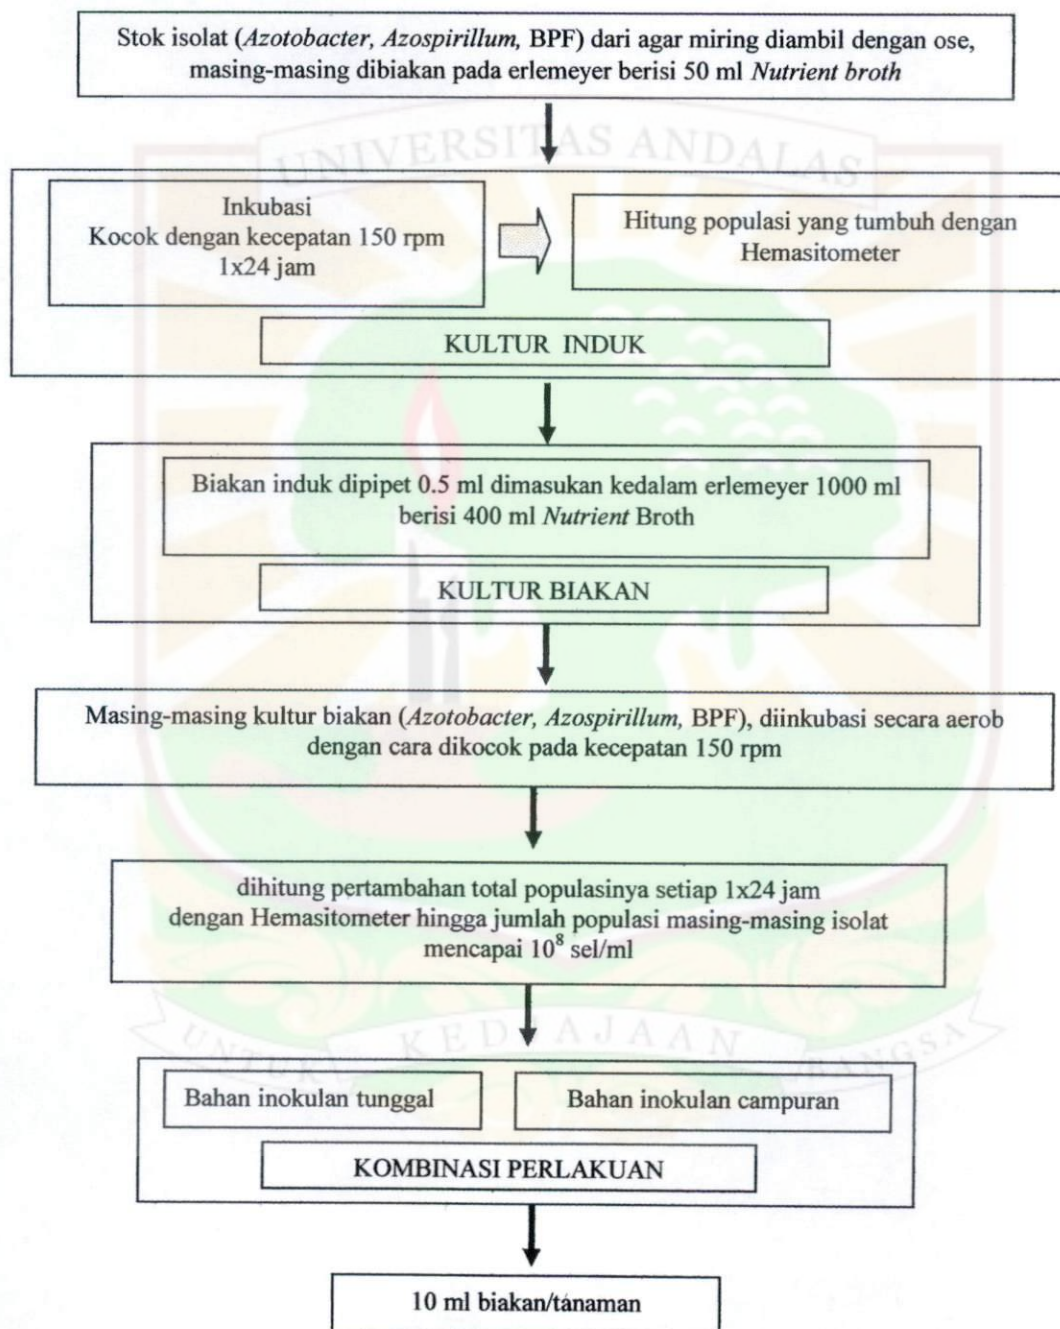 Stok isolat (Azotobacter, Azospirillum, BPF) dari agar miring diambil dengan ose,
masing-masing dibiakan pada erlemeyer berisi 50 ml Nutrient broth
UNIVERSITAS ANDALAS
Inkubasi
Kocok dengan kecepatan 150 rpm
1x24 jam
Hitung populasi yang tumbuh dengan
Hemasitometer
KULTUR INDUK
Biakan induk dipipet 0.5 ml dimasukan kedalam erlemeyer 1000 ml
berisi 400 ml Nutrient Broth
KULTUR BIAKAN
Masing-masing kultur biakan (Azotobacter, Azospirillum, BPF), diinkubasi secara aerob
dengan cara dikocok pada kecepatan 150 rpm
dihitung pertambahan total populasinya setiap 1x24 jam
dengan Hemasitometer hingga jumlah populasi masing-masing isolat
mencapai 10⁸ sel/ml
UNTUK KEDJAJAAN BANGSA
Bahan inokulan tunggal
Bahan inokulan campuran
KOMBINASI PERLAKUAN
10 ml biakan/tanaman